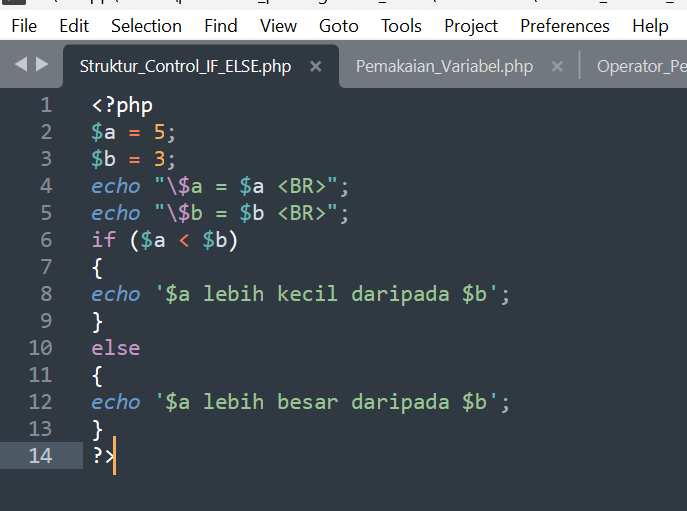 File Edit Selection Find View Goto Tools Project Preferences Help
Struktur_Control_IF_ELSE.php × Pemakaian_Variabel.php × Operator_Pe
1 <?php
2 $a = 5;
3 $b = 3;
4 echo "\$a = $a <BR>";
5 echo "\$b = $b <BR>";
6 if ($a < $b)
7 {
8 echo '$a lebih kecil daripada $b';
9 }
10 else
11 {
12 echo '$a lebih besar daripada $b';
13 }
14 ?>